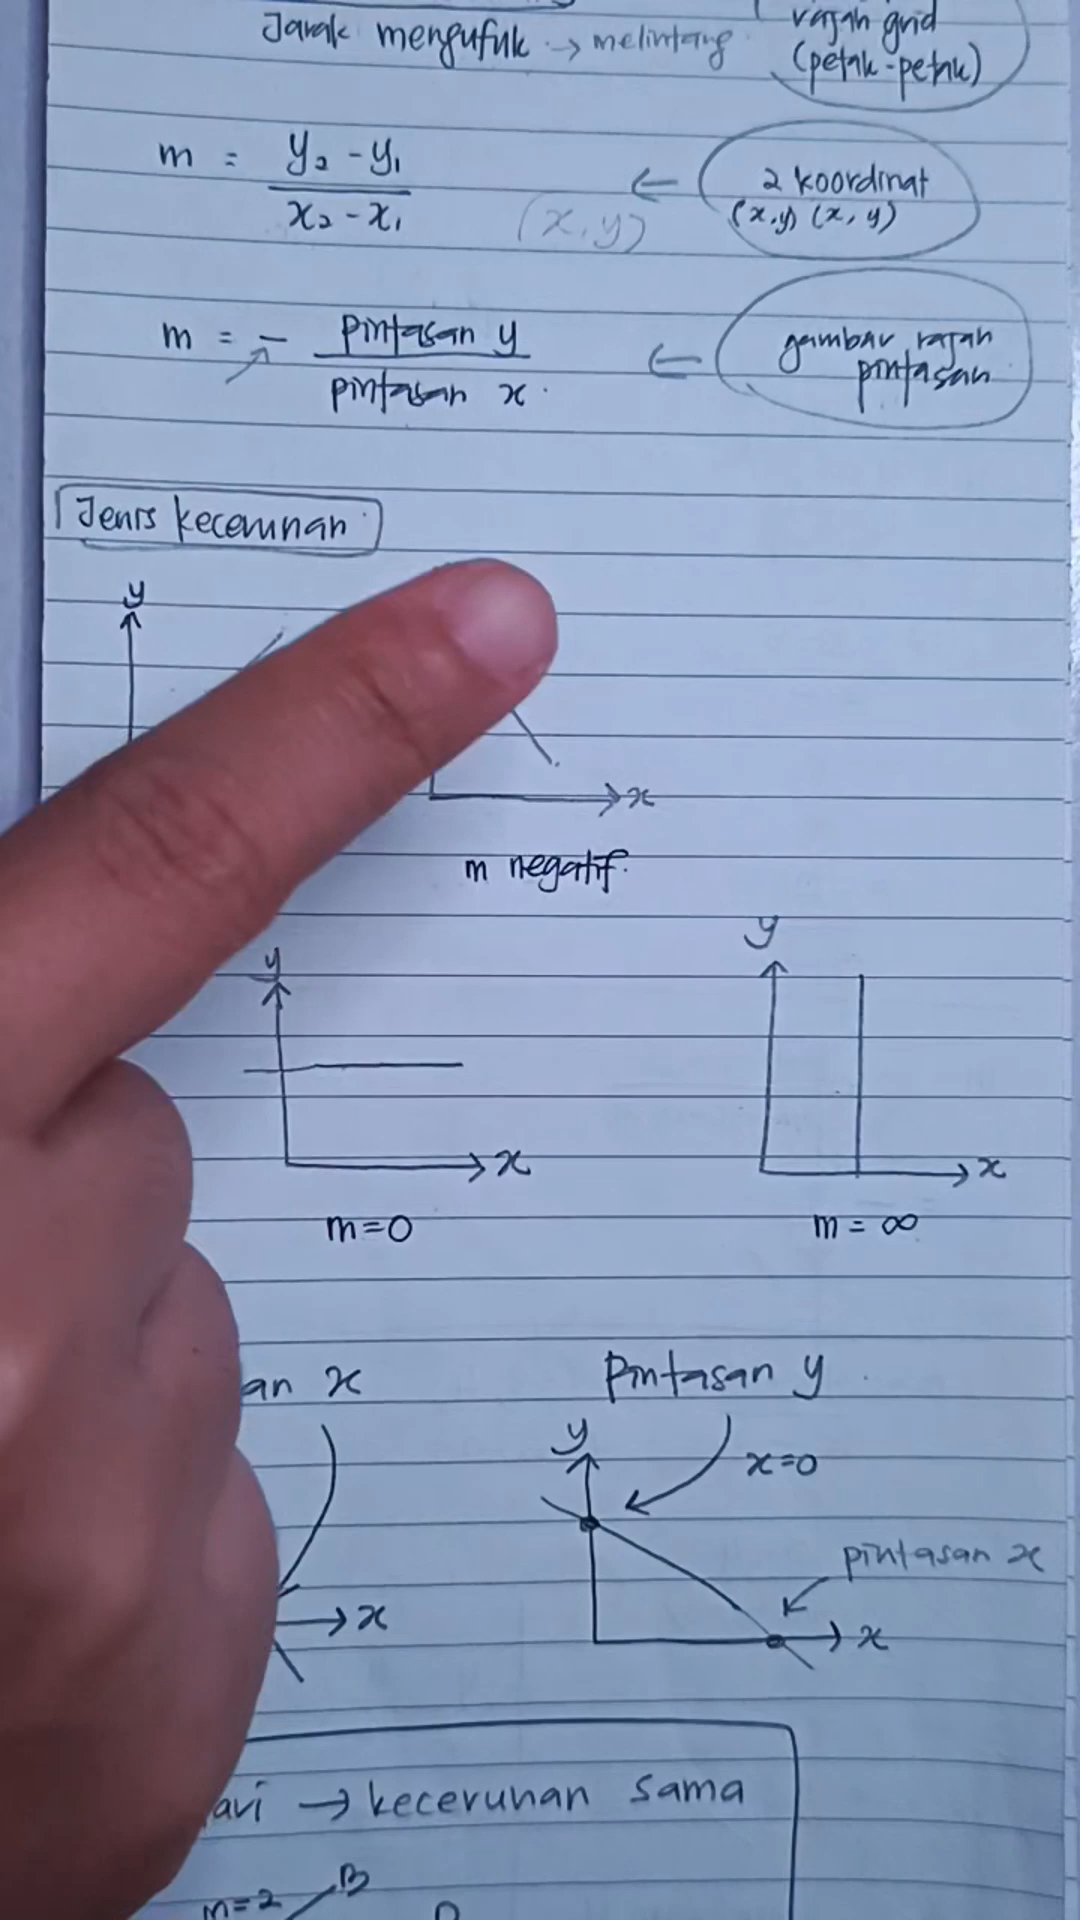 Jarak mengufuk → melintang
rajah grid
(petak-petak)
m = y₂ - y₁ / x₂ - x₁
(x, y)
←
2 koordinat
(x, y) (x, y)
m = - pintasan y / pintasan x
←
gambar rajah
pintasan
Jenis kecerunan
y
x
m negatif.
y
x
m=0
y
x
m = ∞
an x
x
Pintasan y
y
x=0
pintasan x
x
ari → kecerunan sama
m=2
B